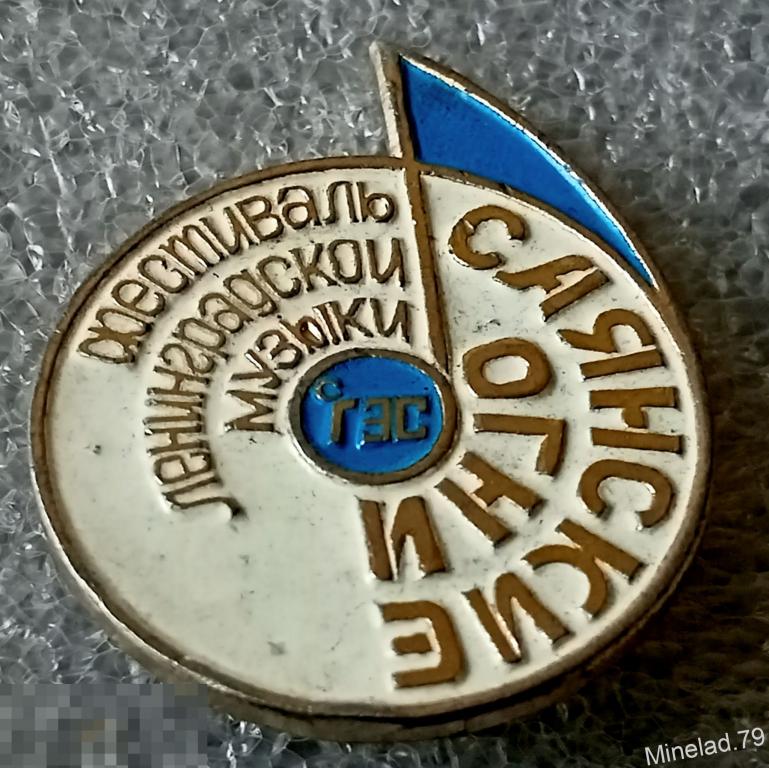 фестиваль
ленинградской
музыки
САЯНСКИЕ
ОГНИ
с
ГЭС
Minelad.79